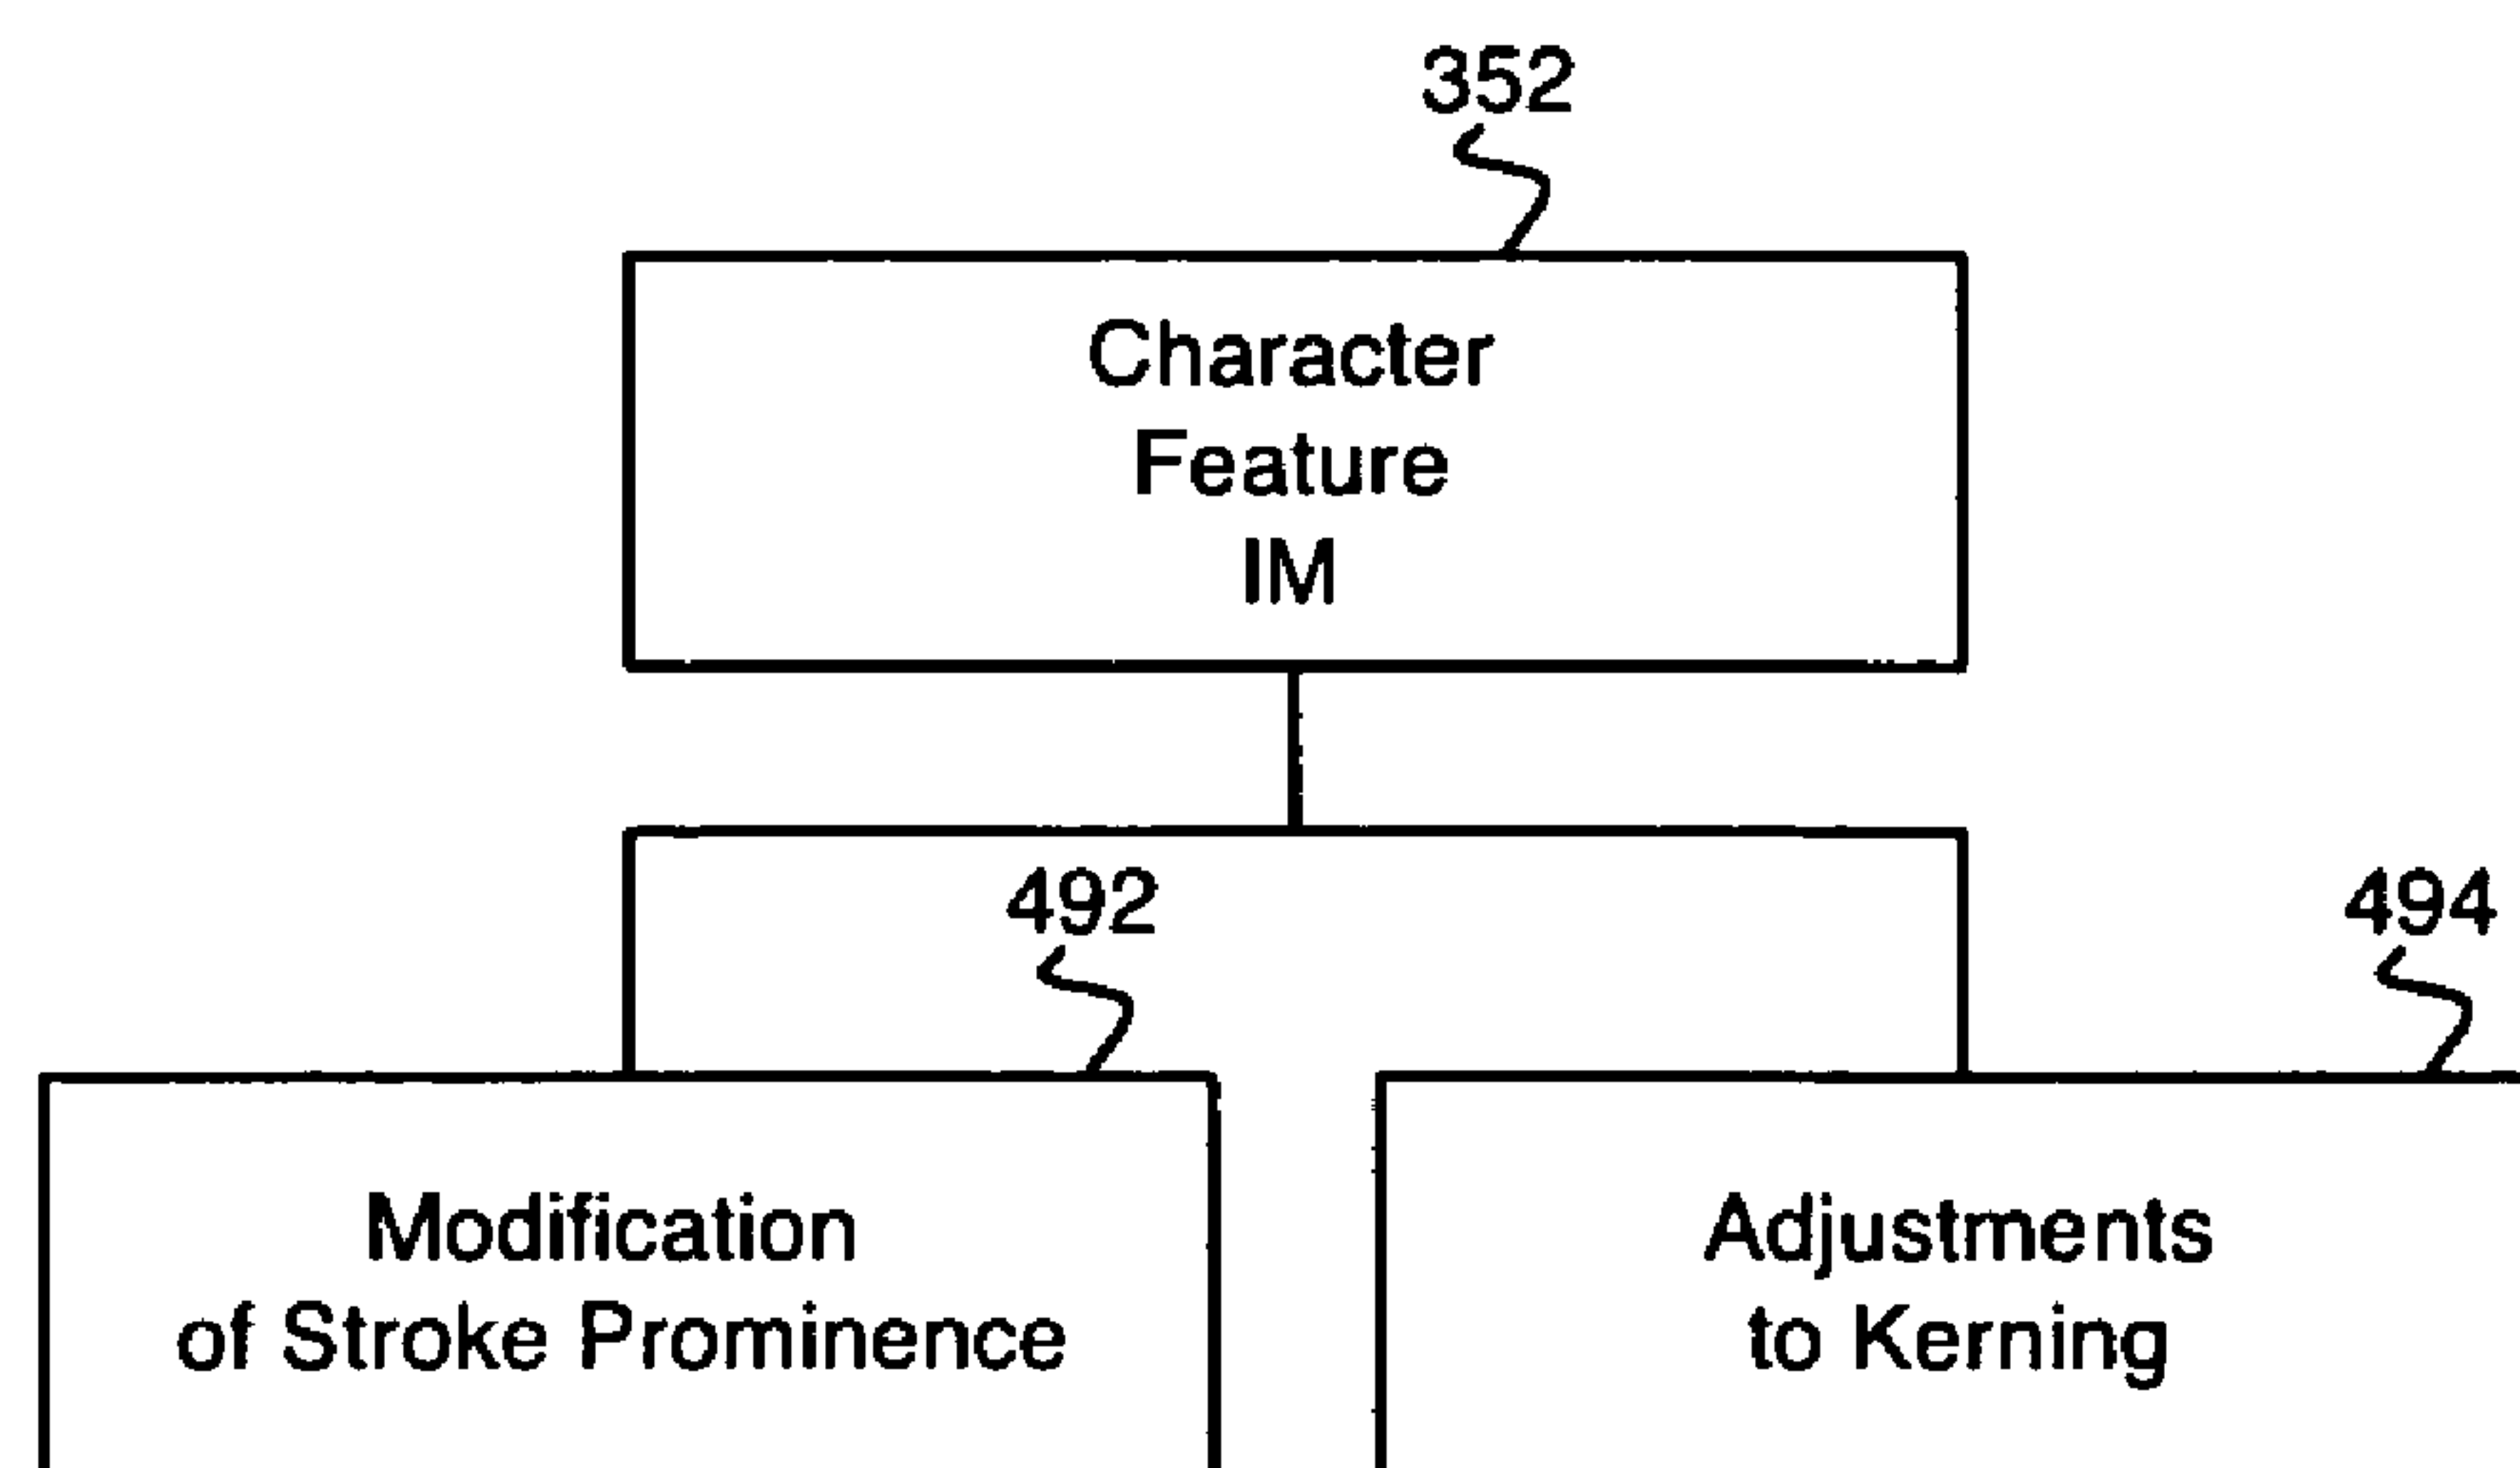 352
Character
Feature
IM
492
494
Modification
of Stroke Prominence
Adjustments
to Kerning